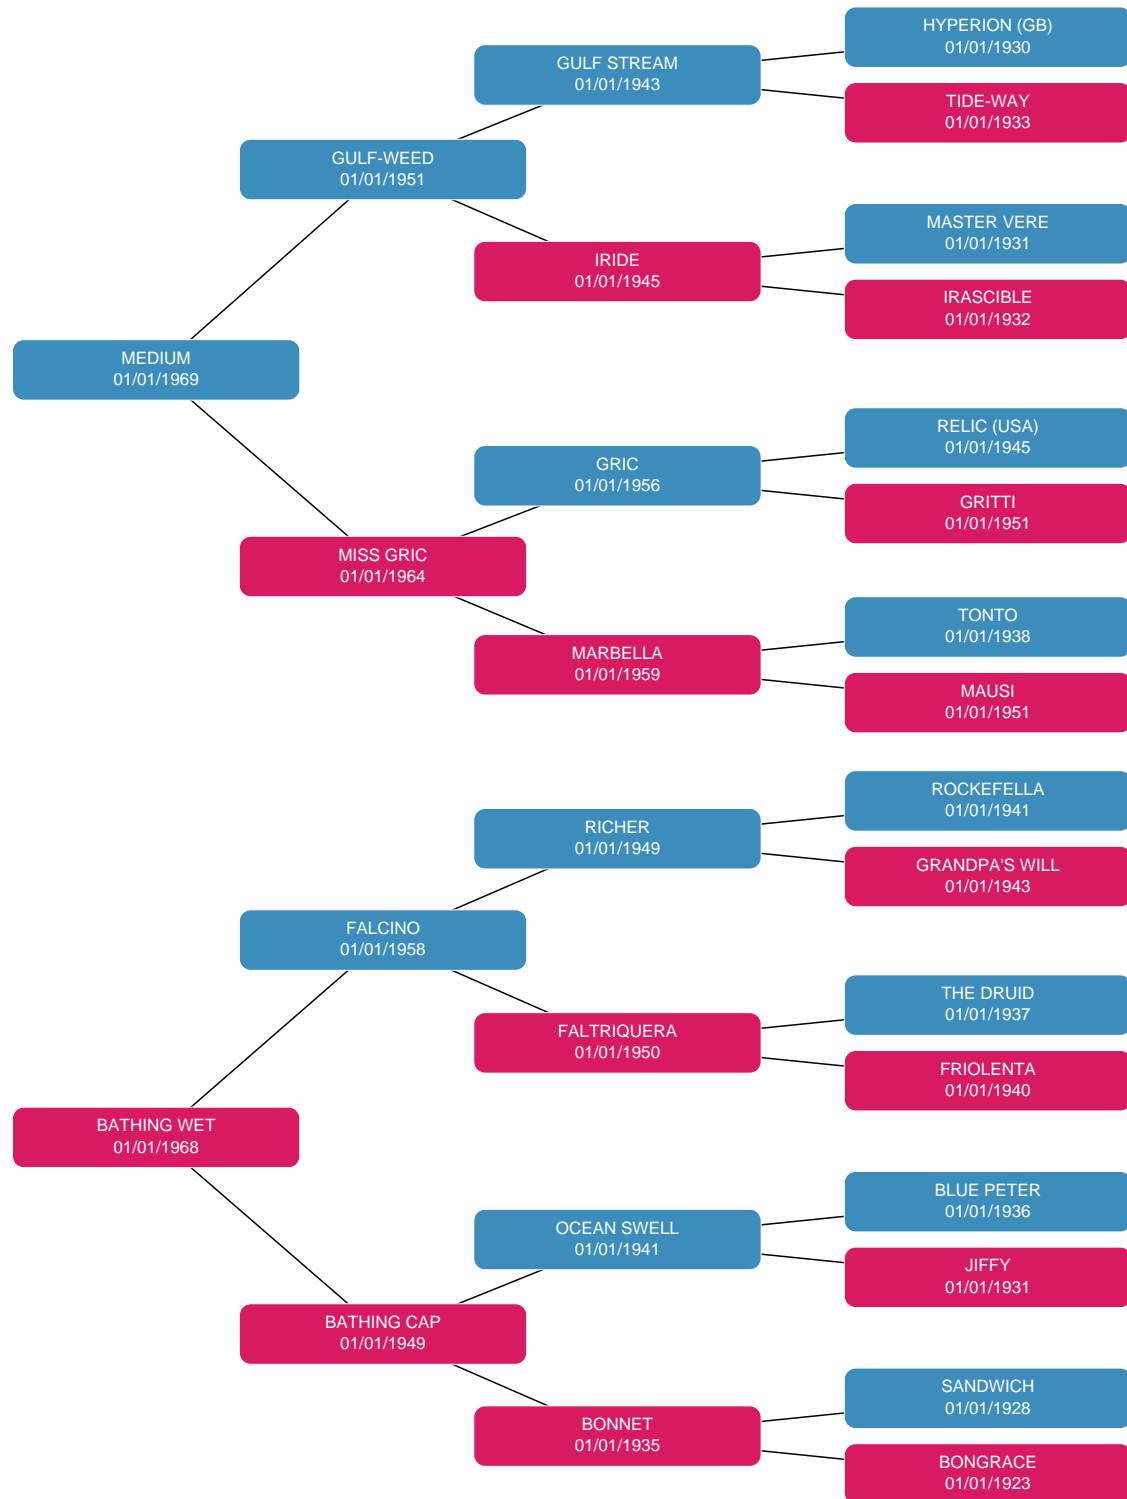 HYPERION (GB)
01/01/1930
GULF STREAM
01/01/1943
TIDE-WAY
01/01/1933
GULF-WEED
01/01/1951
MASTER VERE
01/01/1931
IRIDE
01/01/1945
IRASCIBLE
01/01/1932
MEDIUM
01/01/1969
RELIC (USA)
01/01/1945
GRIC
01/01/1956
GRITTI
01/01/1951
MISS GRIC
01/01/1964
TONTO
01/01/1938
MARBELLA
01/01/1959
MAUSI
01/01/1951
ROCKEFELLA
01/01/1941
RICHER
01/01/1949
GRANDPA'S WILL
01/01/1943
FALCINO
01/01/1958
THE DRUID
01/01/1937
FALTRIQUERA
01/01/1950
FRIOLENTA
01/01/1940
BATHING WET
01/01/1968
BLUE PETER
01/01/1936
OCEAN SWELL
01/01/1941
JIFFY
01/01/1931
BATHING CAP
01/01/1949
SANDWICH
01/01/1928
BONNET
01/01/1935
BONGRACE
01/01/1923